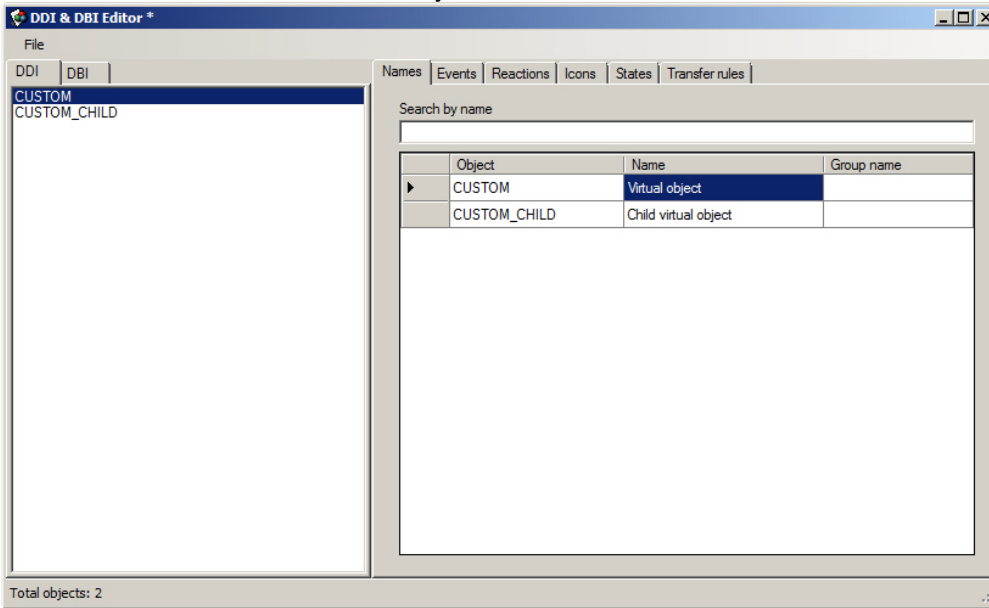 DDI & DBI Editor *
File
DDI DBI
Names Events Reactions Icons States Transfer rules
CUSTOM
CUSTOM_CHILD
Search by name
Object Name Group name
CUSTOM Virtual object
CUSTOM_CHILD Child virtual object
Total objects: 2